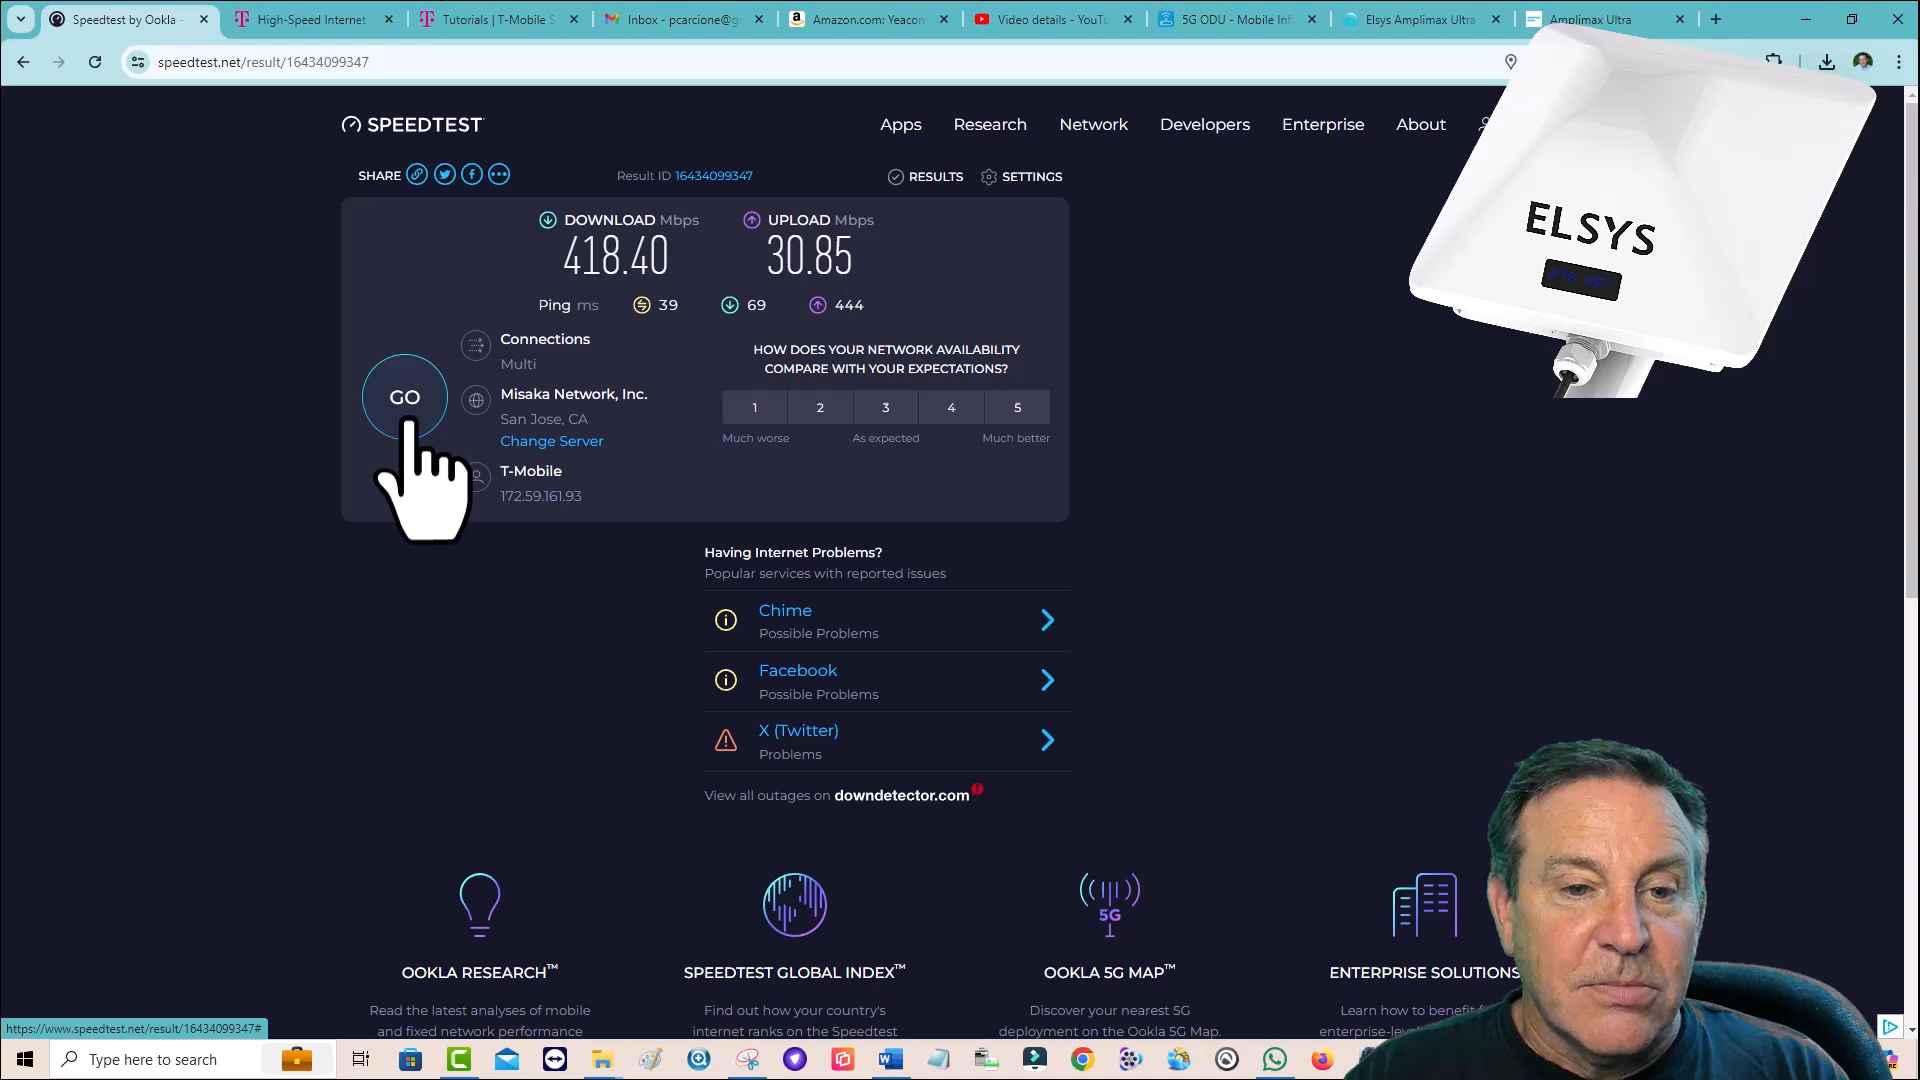 Speedtest by Ookla -
High-Speed Internet
Tutorials | T-Mobile S
Inbox - pcarcione@g
Amazon.com: Yeacon
Video details - YouTu
5G ODU - Mobile Inf
Elsys Amplimax Ultra
Amplimax Ultra
speedtest.net/result/16434099347
SPEEDTEST
Apps
Research
Network
Developers
Enterprise
About
SHARE
Result ID 16434099347
RESULTS
SETTINGS
DOWNLOAD Mbps
UPLOAD Mbps
418.40
30.85
Ping ms
39
69
444
Connections
Multi
GO
Misaka Network, Inc.
San Jose, CA
Change Server
T-Mobile
172.59.161.93
HOW DOES YOUR NETWORK AVAILABILITY
COMPARE WITH YOUR EXPECTATIONS?
1
2
3
4
5
Much worse
As expected
Much better
ELSYS
Having Internet Problems?
Popular services with reported issues
Chime
Possible Problems
Facebook
Possible Problems
X (Twitter)
Problems
View all outages on downdetector.com
5G
OOKLA RESEARCH™
SPEEDTEST GLOBAL INDEX™
OOKLA 5G MAP™
ENTERPRISE SOLUTIONS
Read the latest analyses of mobile
and fixed network performance
Find out how your country's
internet ranks on the Speedtest
Discover your nearest 5G
deployment on the Ookla 5G Map.
Learn how to benefit f
enterprise-lev
https://www.speedtest.net/result/16434099347#
Type here to search